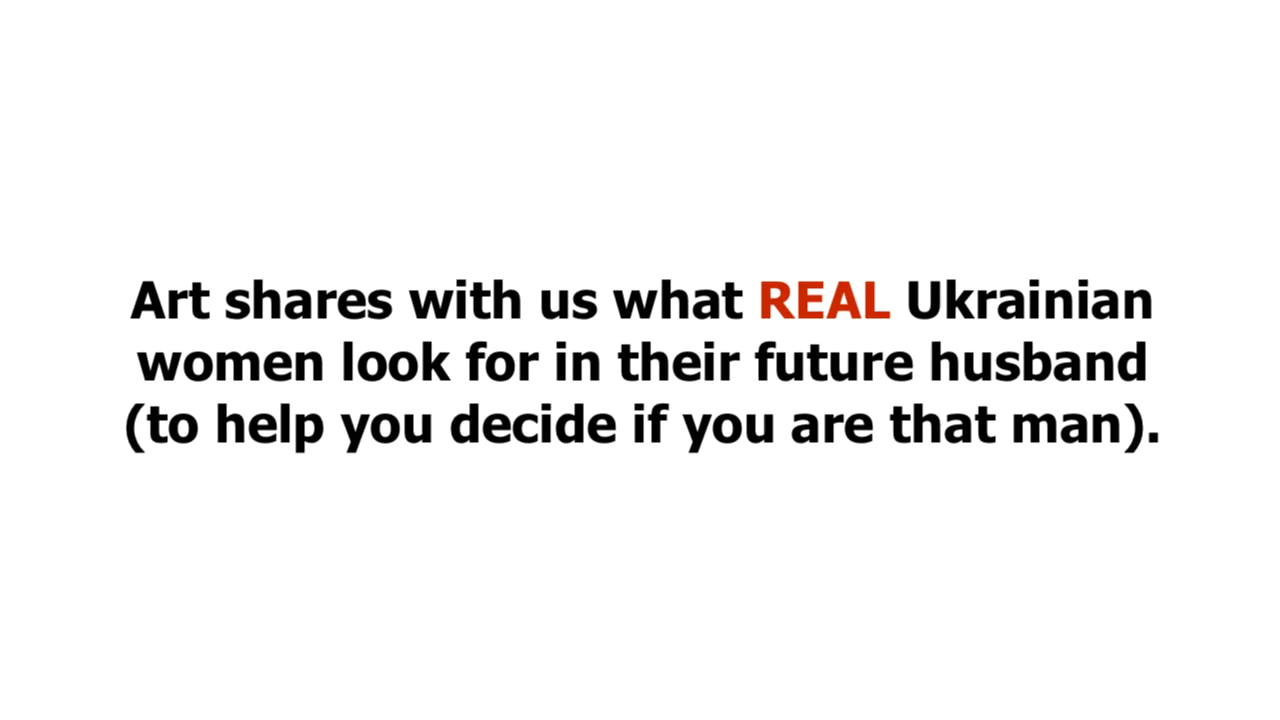 Art shares with us what REAL Ukrainian
women look for in their future husband
(to help you decide if you are that man).